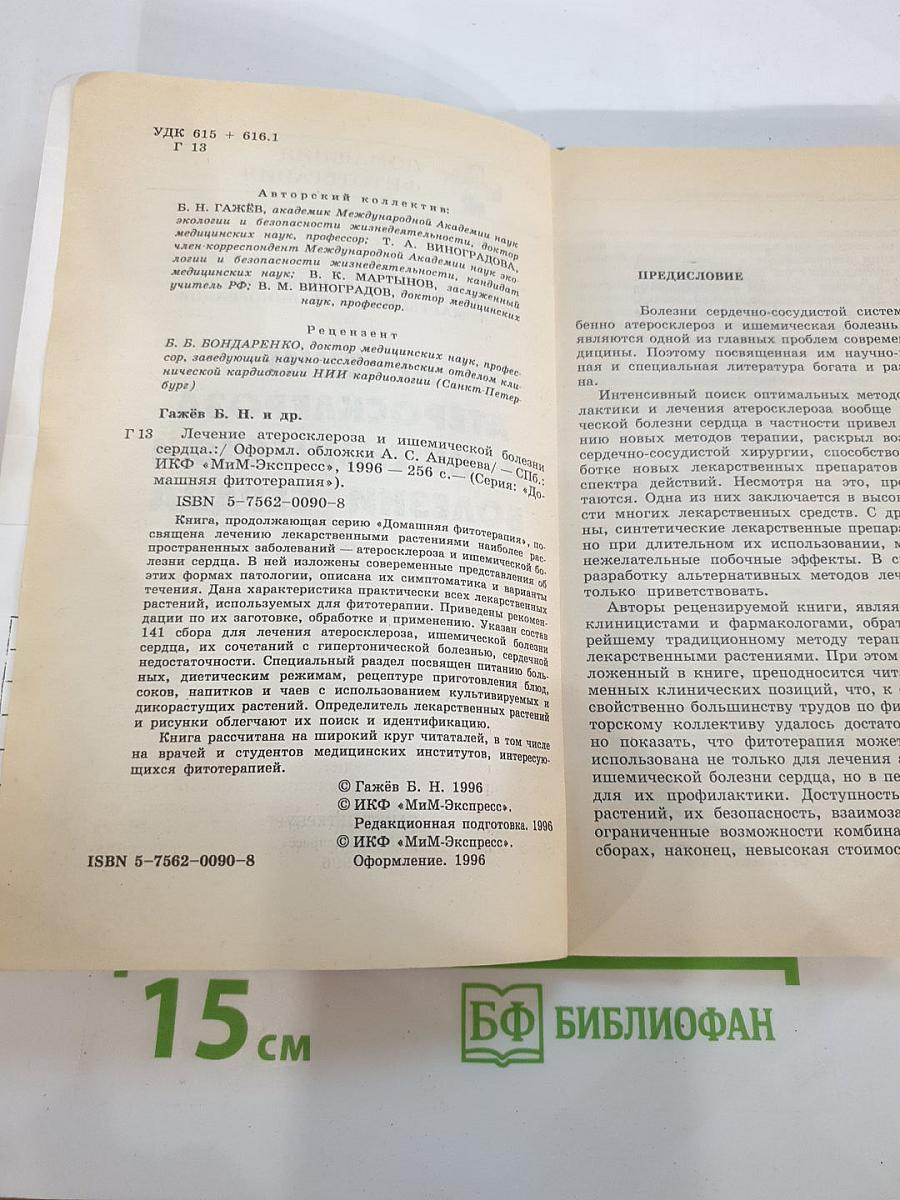 УДК 615 + 616.1
Г 13
Авторский коллектив:
Б. Н. ГАЖЁВ, академик Международной Академии наук
экологии и безопасности жизнедеятельности, доктор
медицинских наук, профессор; Т. А. ВИНОГРАДОВА,
член-корреспондент Международной Академии наук эко-
логии и безопасности жизнедеятельности, кандидат
медицинских наук; В. К. МАРТЫНОВ, заслуженный
учитель РФ; В. М. ВИНОГРАДОВ, доктор медицинских
наук, профессор.
Рецензент
Б. Б. БОНДАРЕНКО, доктор медицинских наук, профес-
сор, заведующий научно-исследовательским отделом кли-
нической кардиологии НИИ кардиологии (Санкт-Петер-
бург)
Гажёв Б. Н. и др.
Г 13 Лечение атеросклероза и ишемической болезни
сердца.:/ Оформл. обложки А. С. Андреева/ — СПб.:
ИКФ «МиМ-Экспресс», 1996 — 256 с.— (Серия: «До-
машняя фитотерапия»).
ISBN 5-7562-0090-8
Книга, продолжающая серию «Домашняя фитотерапия», по-
священа лечению лекарственными растениями наиболее рас-
пространенных заболеваний — атеросклероза и ишемической бо-
лезни сердца. В ней изложены современные представления об
этих формах патологии, описана их симптоматика и варианты
течения. Дана характеристика практически всех лекарственных
растений, используемых для фитотерапии. Приведены рекомен-
дации по их заготовке, обработке и применению. Указан состав
141 сбора для лечения атеросклероза, ишемической болезни
сердца, их сочетаний с гипертонической болезнью, сердечной
недостаточности. Специальный раздел посвящен питанию боль-
ных, диетическим режимам, рецептуре приготовления блюд,
соков, напитков и чаев с использованием культивируемых и
дикорастущих растений. Определитель лекарственных растений
и рисунки облегчают их поиск и идентификацию.
Книга рассчитана на широкий круг читаталей, в том числе
на врачей и студентов медицинских институтов, интересую-
щихся фитотерапией.
© Гажёв Б. Н. 1996
© ИКФ «МиМ-Экспресс».
Редакционная подготовка. 1996
© ИКФ «МиМ-Экспресс».
ISBN 5-7562-0090-8 Оформление. 1996
ПРЕДИСЛОВИЕ
Болезни сердечно-сосудистой систем
бенно атеросклероз и ишемическая болезнь
являются одной из главных проблем современ
дицины. Поэтому посвященная им научно-
ная и специальная литература богата и раз
на.
Интенсивный поиск оптимальных методо
лактики и лечения атеросклероза вообще
ческой болезни сердца в частности привел
нию новых методов терапии, раскрыл воз
сердечно-сосудистой хирургии, способство
ботке новых лекарственных препаратов
спектра действий. Несмотря на это, про
таются. Одна из них заключается в высо
сти многих лекарственных средств. С др
ны, синтетические лекарственные препара
но при длительном их использовании, м
нежелательные побочные эффекты. В с
разработку альтернативных методов леч
только приветствовать.
Авторы рецензируемой книги, являя
клиницистами и фармакологами, обрат
рейшему традиционному методу терап
лекарственными растениями. При этом
ложенный в книге, преподносится чита
менных клинических позиций, что, к
свойственно большинству трудов по фи
торскому коллективу удалось достато
но показать, что фитотерапия может
использована не только для лечения а
ишемической болезни сердца, но в пе
для их профилактики. Доступность
растений, их безопасность, взаимоза
ограниченные возможности комбина
сборах, наконец, невысокая стоимос
15 см
БФ БИБЛИОФАН